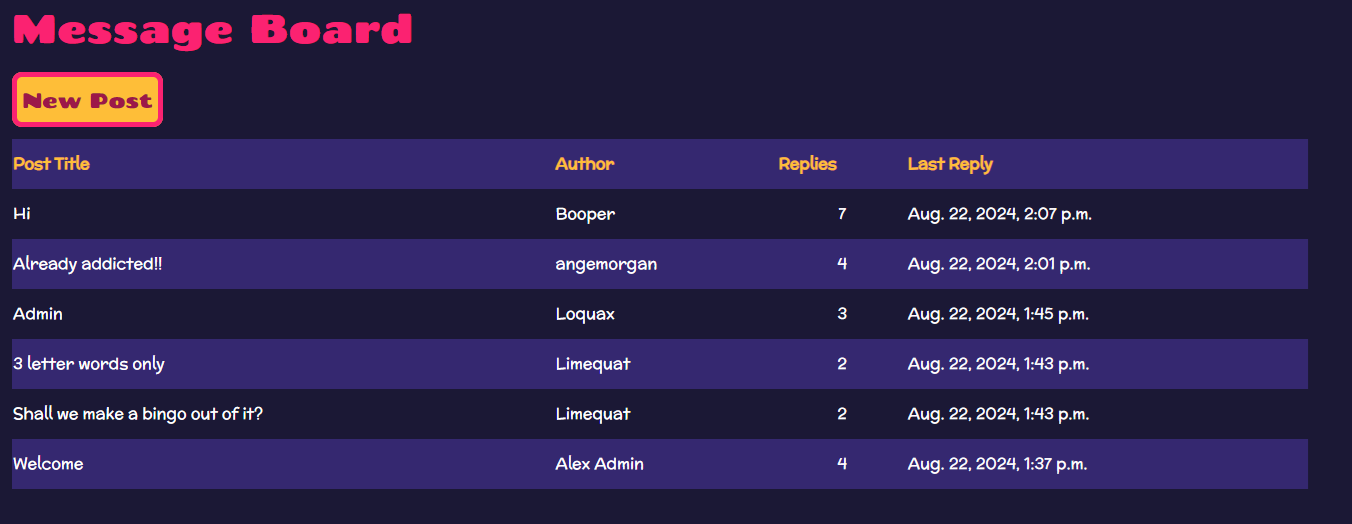 Message Board
New Post
Post Title Author Replies Last Reply
Hi Booper 7 Aug. 22, 2024, 2:07 p.m.
Already addicted!! angemorgan 4 Aug. 22, 2024, 2:01 p.m.
Admin Loquax 3 Aug. 22, 2024, 1:45 p.m.
3 letter words only Limequat 2 Aug. 22, 2024, 1:43 p.m.
Shall we make a bingo out of it? Limequat 2 Aug. 22, 2024, 1:43 p.m.
Welcome Alex Admin 4 Aug. 22, 2024, 1:37 p.m.